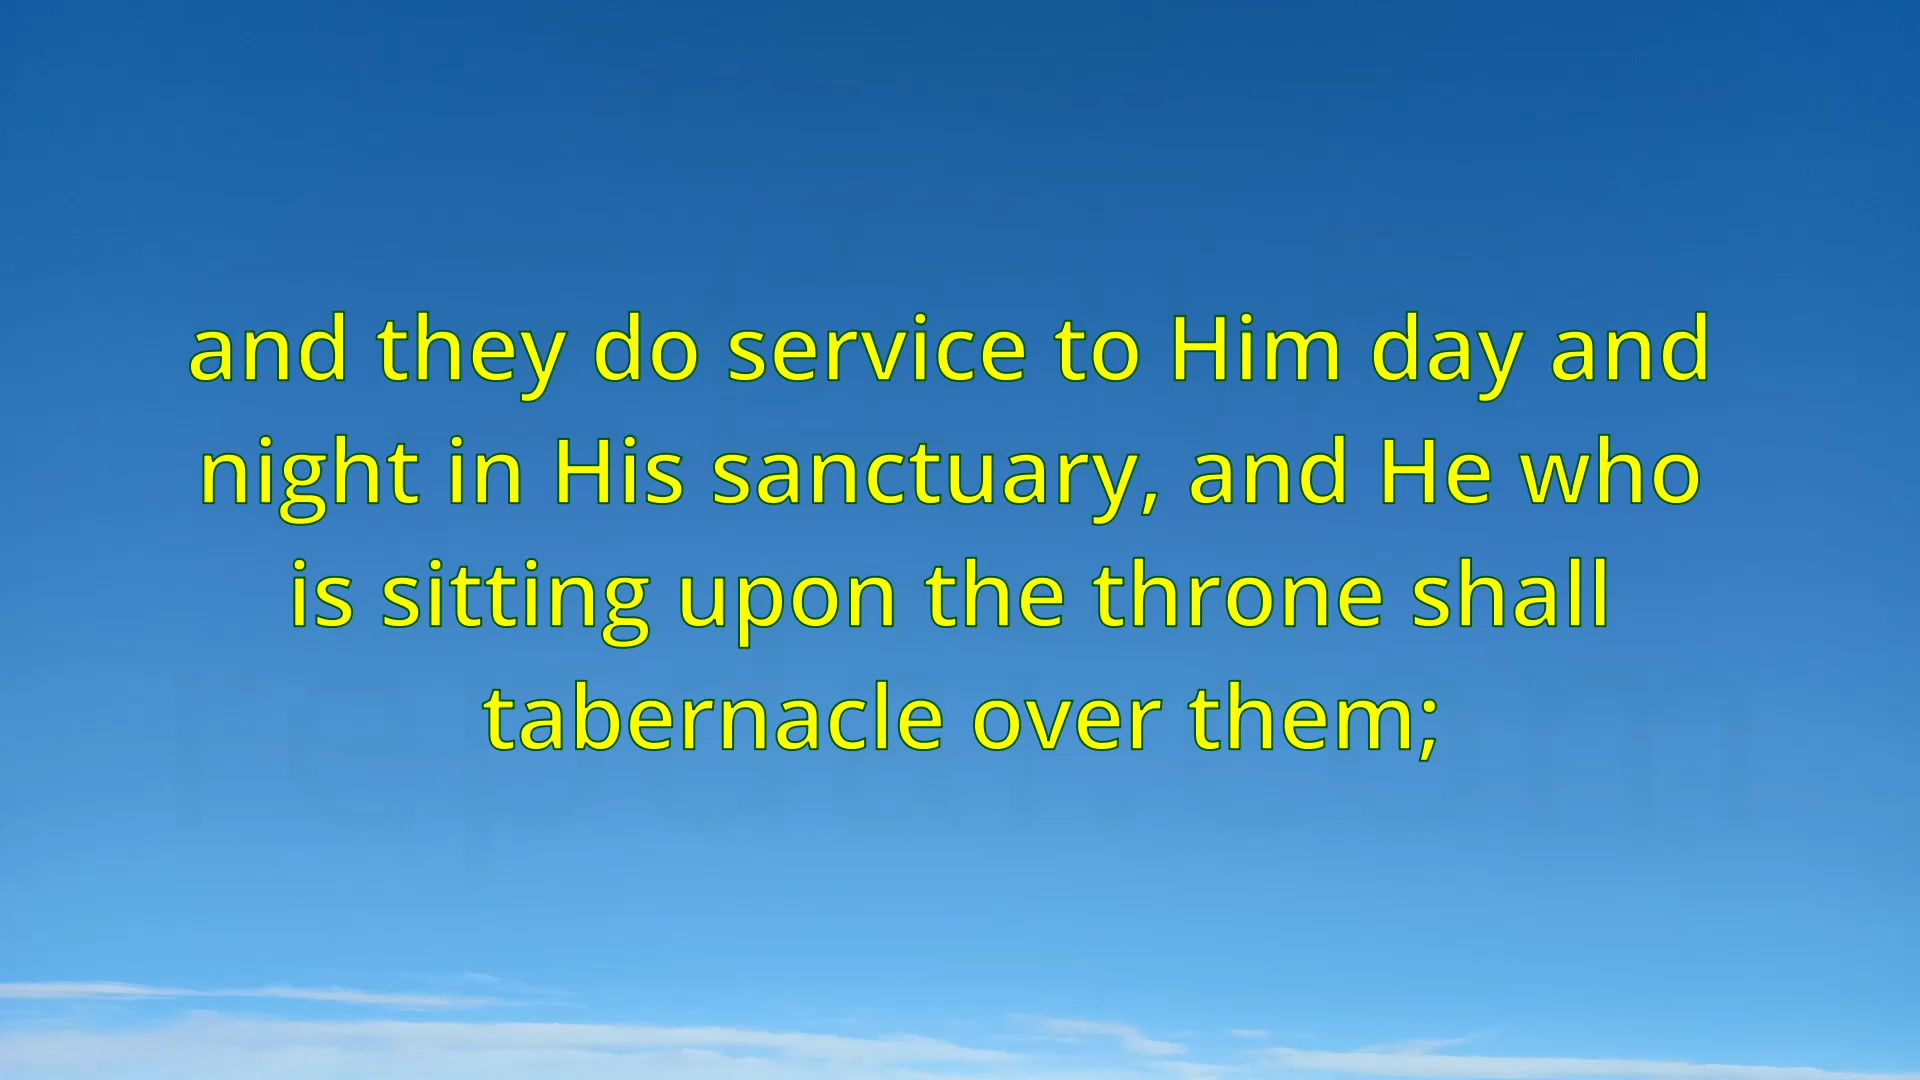 and they do service to Him day and
night in His sanctuary, and He who
is sitting upon the throne shall
tabernacle over them;